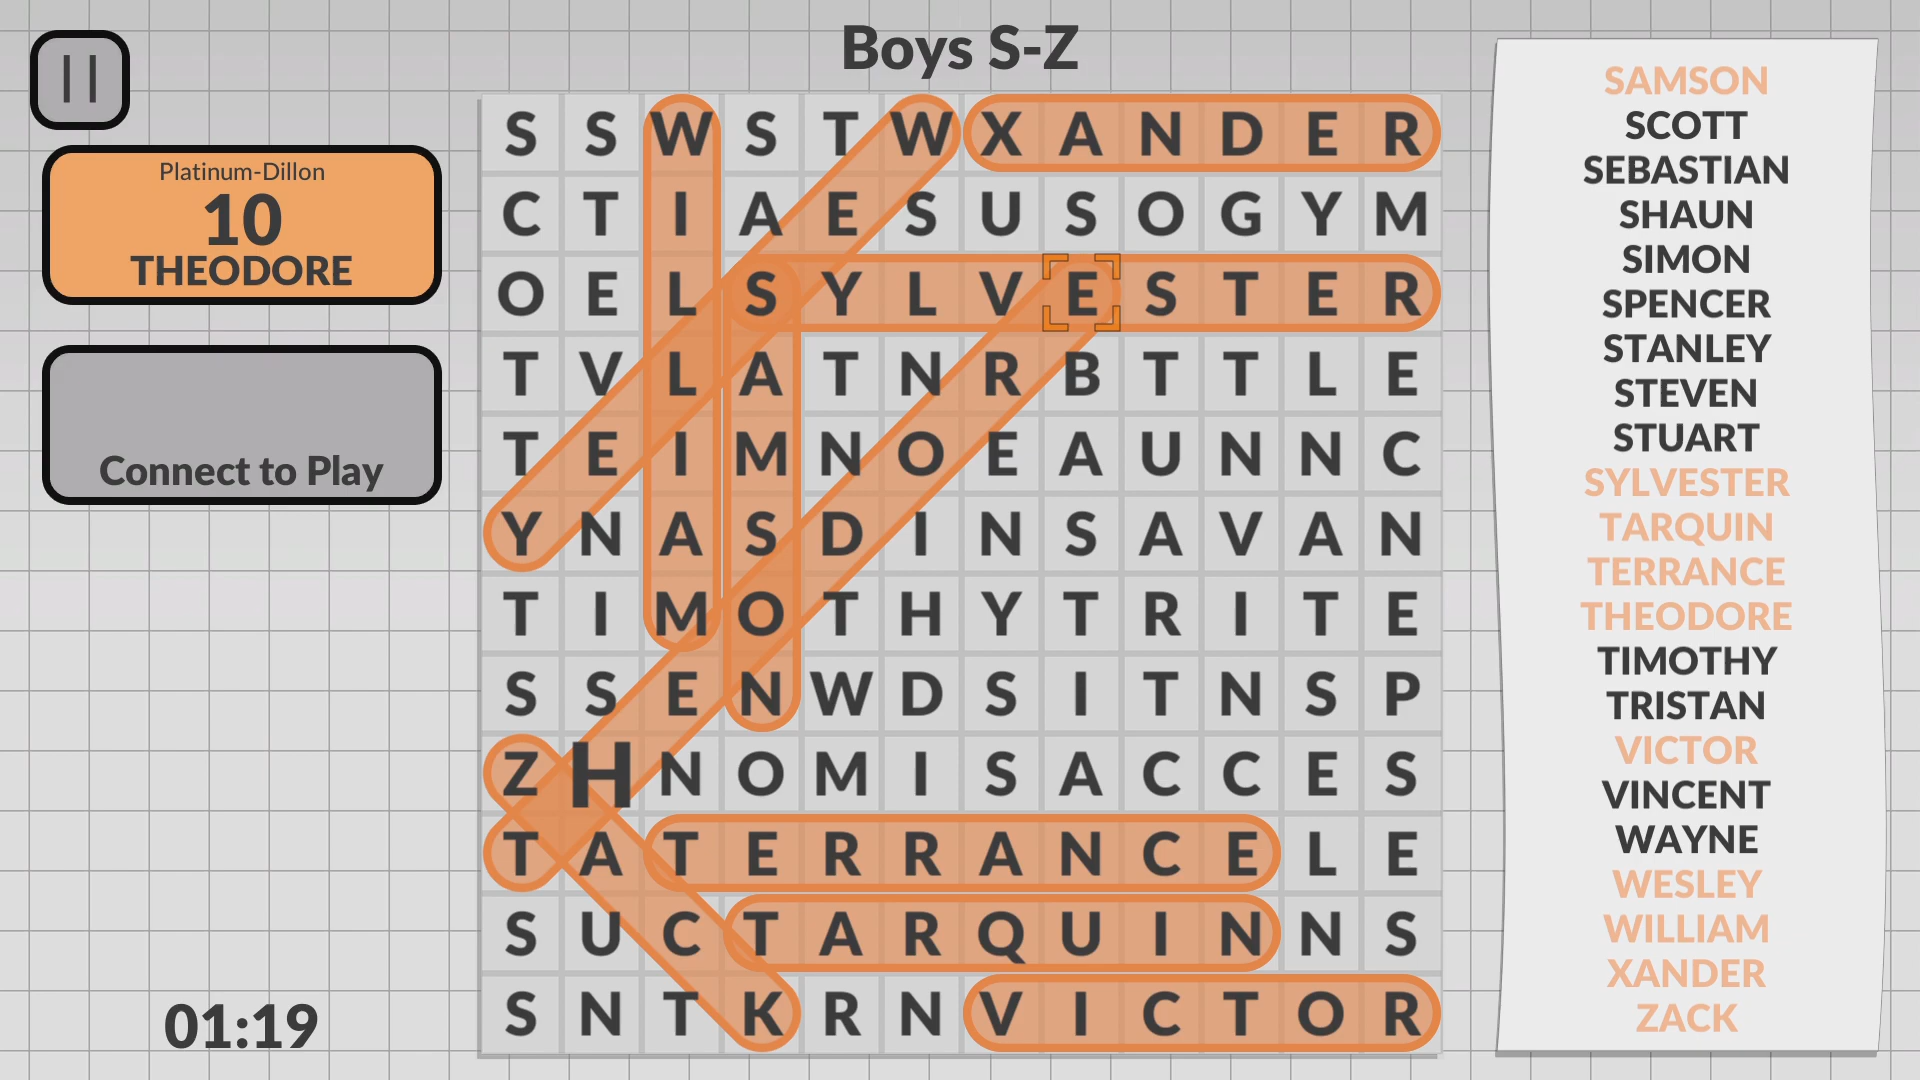 Boys S-Z
Platinum-Dillon
10
THEODORE
Connect to Play
01:19
S S W S T W X A N D E R
C T I A E S U S O G Y M
O E L S Y L V E S T E R
T V L A T N R B T T L E
T E I M N O E A U N N C
Y N A S D I N S A V A N
T I M O T H Y T R I T E
S S E N W D S I T N S P
Z H N O M I S A C C E S
T A T E R R A N C E L E
S U C T A R Q U I N N S
S N T K R N V I C T O R
SAMSON
SCOTT
SEBASTIAN
SHAUN
SIMON
SPENCER
STANLEY
STEVEN
STUART
SYLVESTER
TARQUIN
TERRANCE
THEODORE
TIMOTHY
TRISTAN
VICTOR
VINCENT
WAYNE
WESLEY
WILLIAM
XANDER
ZACK